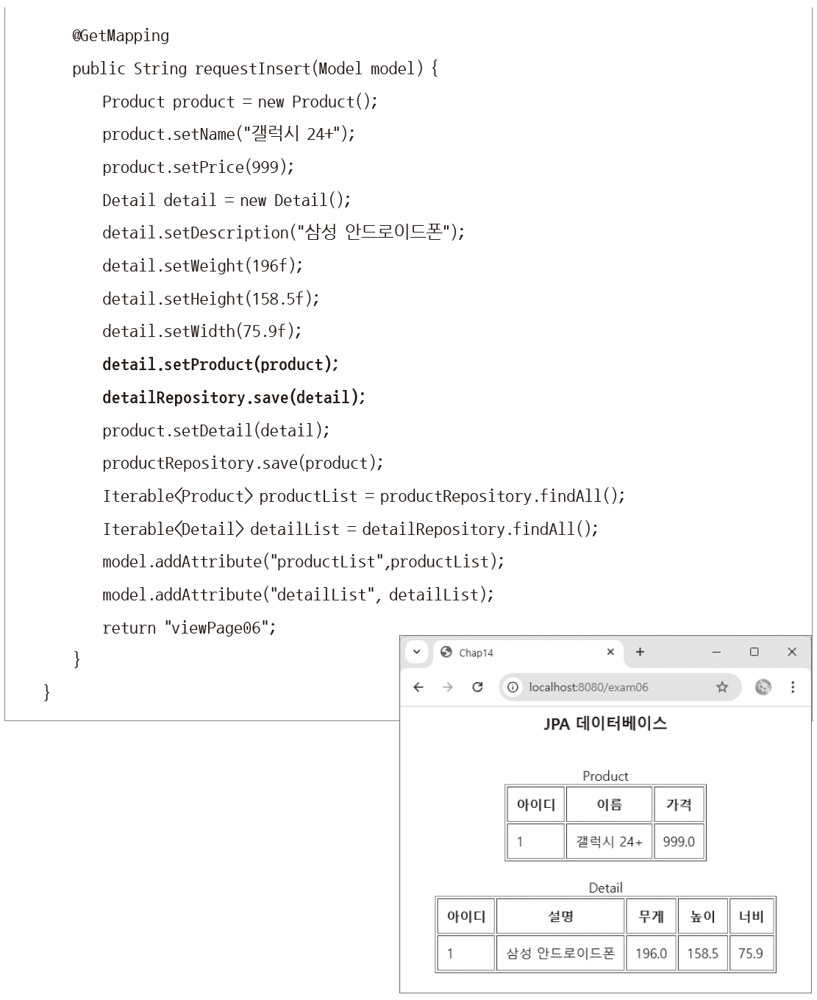 @GetMapping
public String requestInsert(Model model) {
Product product = new Product();
product.setName("갤럭시 24+");
product.setPrice(999);
Detail detail = new Detail();
detail.setDescription("삼성 안드로이드폰");
detail.setWeight(196f);
detail.setHeight(158.5f);
detail.setWidth(75.9f);
detail.setProduct(product);
detailRepository.save(detail);
product.setDetail(detail);
productRepository.save(product);
Iterable<Product> productList = productRepository.findAll();
Iterable<Detail> detailList = detailRepository.findAll();
model.addAttribute("productList",productList);
model.addAttribute("detailList", detailList);
return "viewPage06";
}
}
Chap14
localhost:8080/exam06
JPA 데이터베이스
Product
아이디 이름 가격
1 갤럭시 24+ 999.0
Detail
아이디 설명 무게 높이 너비
1 삼성 안드로이드폰 196.0 158.5 75.9